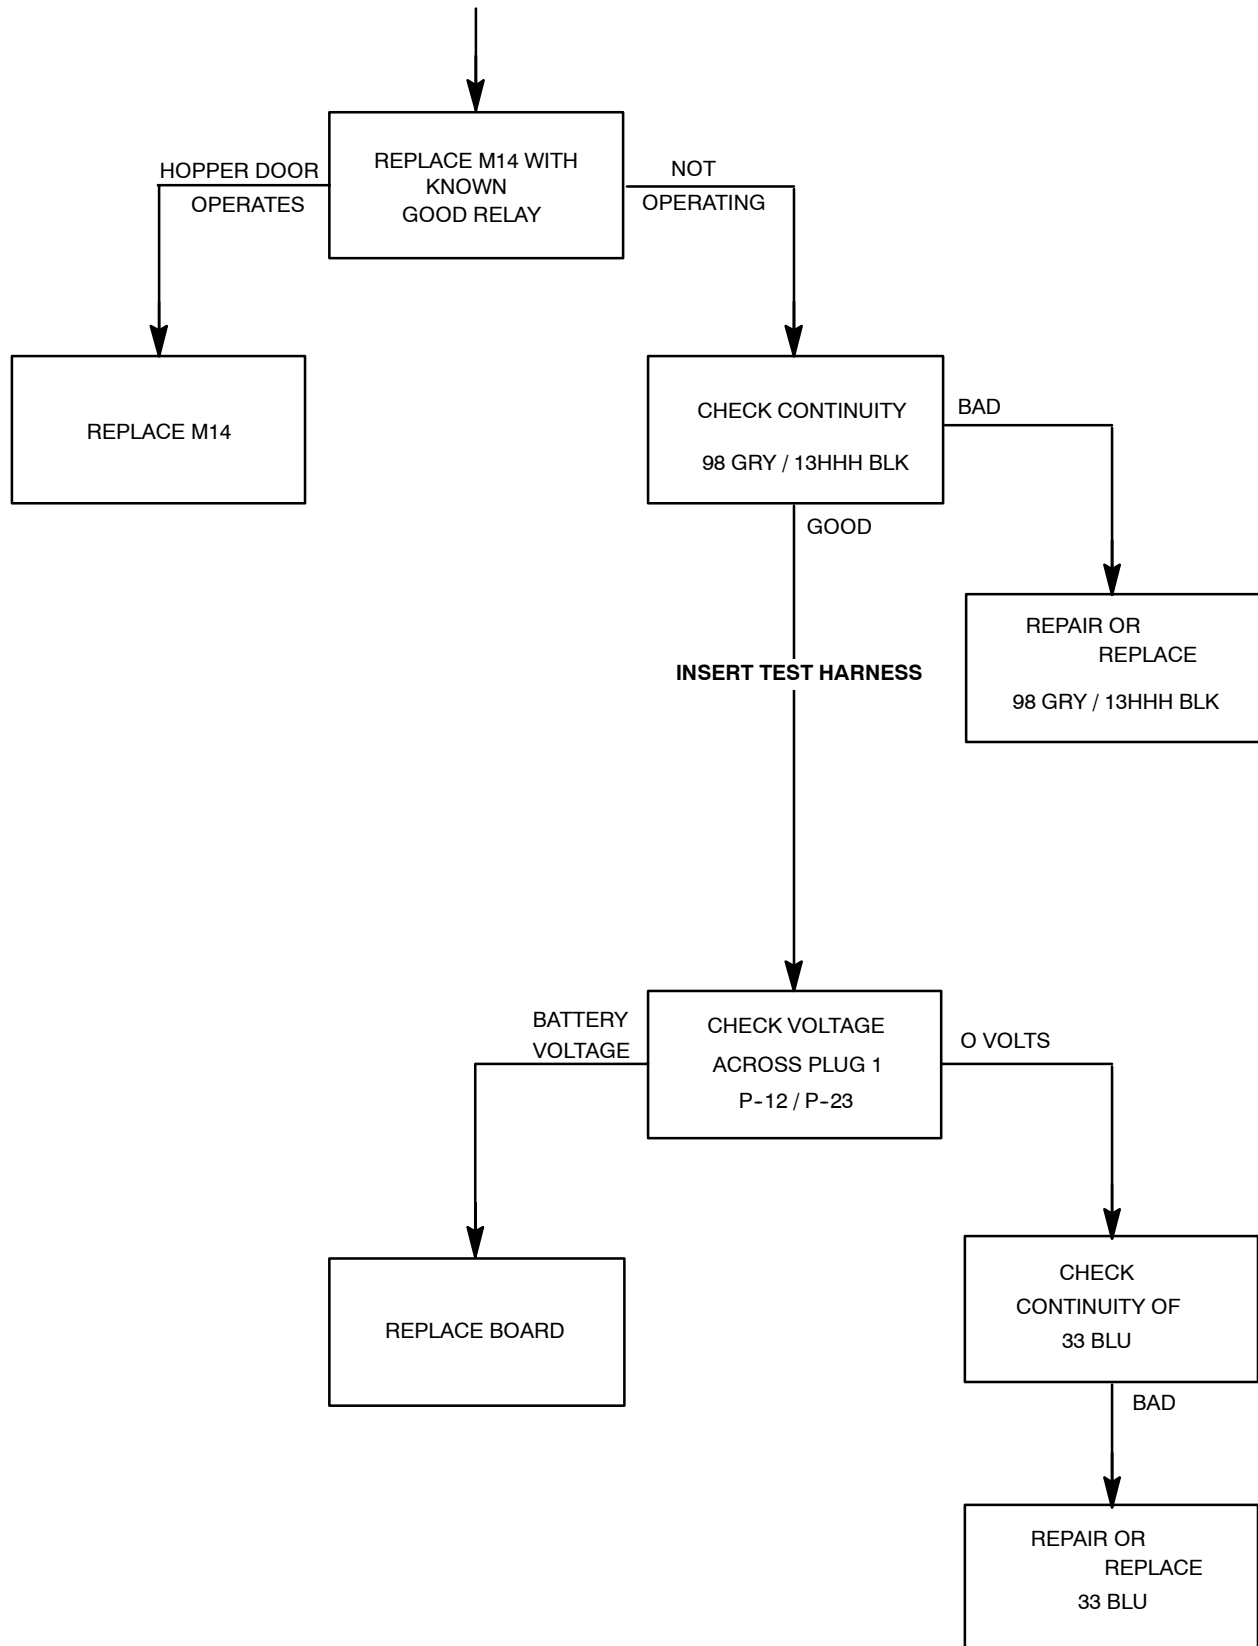 REPLACE M14 WITH
KNOWN
GOOD RELAY
HOPPER DOOR
OPERATES
NOT
OPERATING
REPLACE M14
CHECK CONTINUITY
98 GRY / 13HHH BLK
BAD
GOOD
REPAIR OR
REPLACE
98 GRY / 13HHH BLK
INSERT TEST HARNESS
BATTERY
VOLTAGE
CHECK VOLTAGE
ACROSS PLUG 1
P-12 / P-23
O VOLTS
REPLACE BOARD
CHECK
CONTINUITY OF
33 BLU
BAD
REPAIR OR
REPLACE
33 BLU